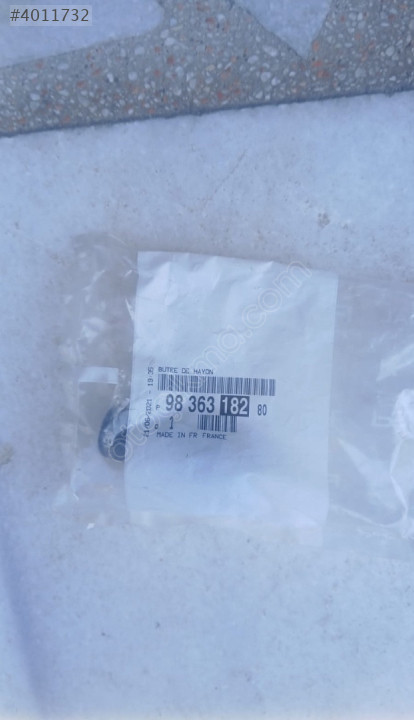 #4011732
BUTEE DE HAYON
P 98 363 182 80
1
MADE IN FR FRANCE